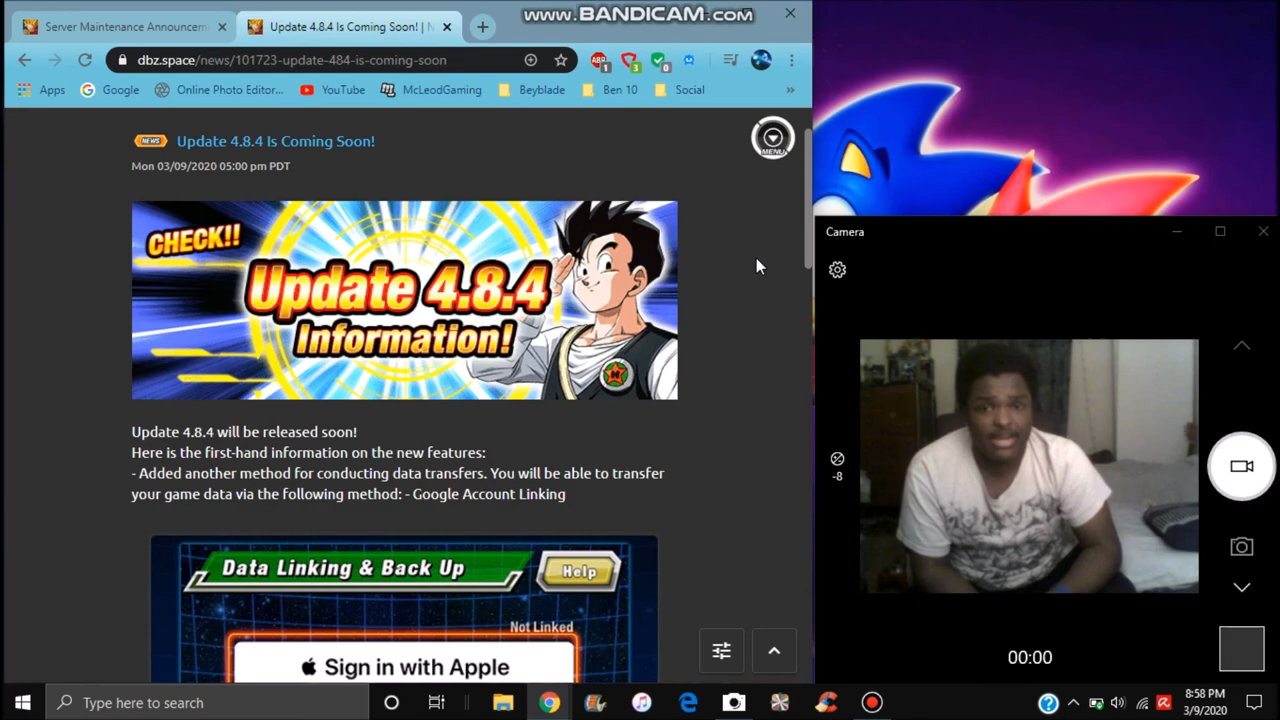 www.BANDICAM.com
Server Maintenance Announcem
Update 4.8.4 Is Coming Soon! | N
dbz.space/news/101723-update-484-is-coming-soon
ABP
1
3
0
Apps
Google
Online Photo Editor...
YouTube
McLeodGaming
Beyblade
Ben 10
Social
»
NEWS
Update 4.8.4 Is Coming Soon!
MENU
Mon 03/09/2020 05:00 pm PDT
CHECK!!
Update 4.8.4
Information!
M
Update 4.8.4 will be released soon!
Here is the first-hand information on the new features:
- Added another method for conducting data transfers. You will be able to transfer
your game data via the following method: - Google Account Linking
Data Linking & Back Up
Help
Not Linked
Sign in with Apple
Camera
-8
00:00
Type here to search
8:58 PM
3/9/2020